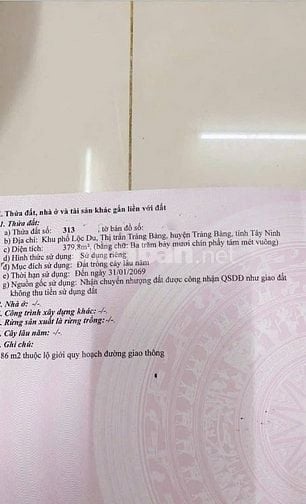 I. Thửa đất, nhà ở và tài sản khác gắn liền với đất
1. Thửa đất:
a) Thửa đất số: 313 , tờ bản đồ số:
b) Địa chỉ: Khu phố Lộc Du, Thị trấn Trảng Bàng, huyện Trảng Bàng, tỉnh Tây Ninh
c) Diện tích: 379,8m², (bằng chữ: Ba trăm bảy mươi chín phẩy tám mét vuông)
d) Hình thức sử dụng: Sử dụng riêng
đ) Mục đích sử dụng: Đất trồng cây lâu năm
e) Thời hạn sử dụng: Đến ngày 31/01/2069
g) Nguồn gốc sử dụng: Nhận chuyển nhượng đất được công nhận QSDĐ như giao đất
không thu tiền sử dụng đất
2. Nhà ở: -/-
3. Công trình xây dựng khác: -/-
4. Rừng sản xuất là rừng trồng: -/-
5. Cây lâu năm: -/-
6. Ghi chú:
86 m2 thuộc lộ giới quy hoạch đường giao thông